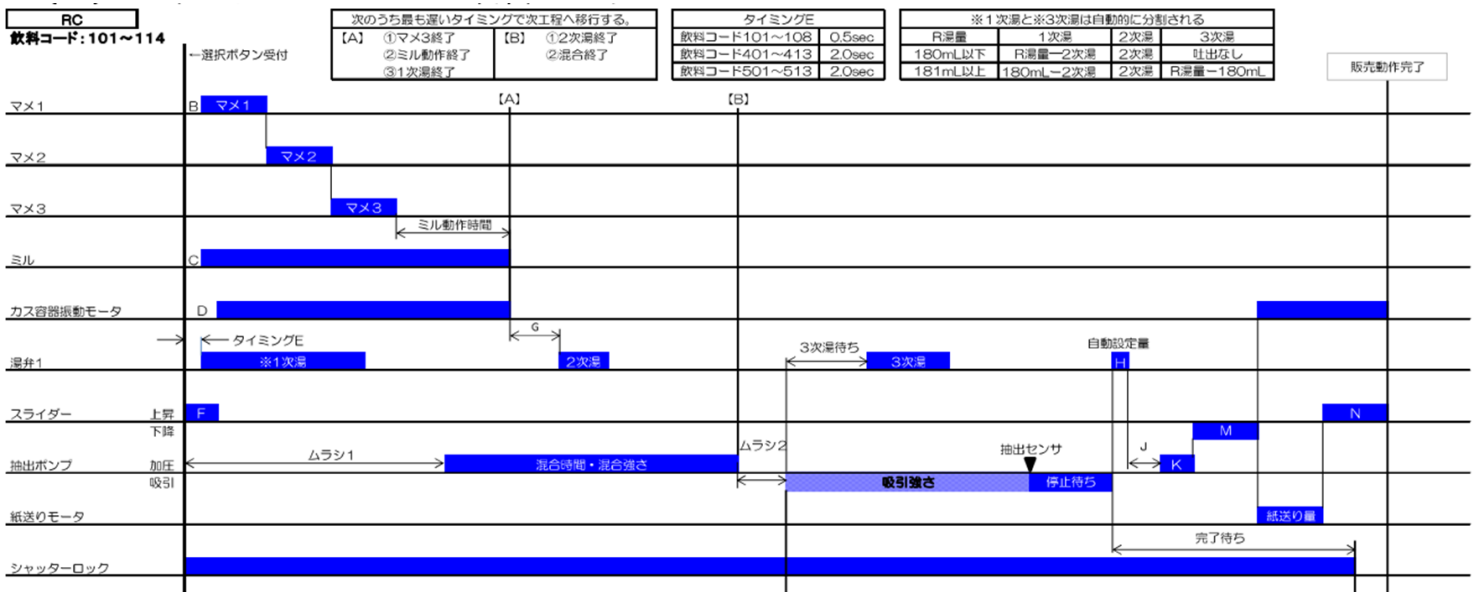 RC
飲料コード：101〜114
←選択ボタン受付
次のうち最も遅いタイミングで次工程へ移行する。
【A】 ①マメ3終了 【B】 ①2次湯終了
②ミル動作終了 ②混合終了
③1次湯終了
タイミングE
飲料コード101〜108 0.5sec
飲料コード401〜413 2.0sec
飲料コード501〜513 2.0sec
※1次湯と※3次湯は自動的に分割される
R湯量 1次湯 2次湯 3次湯
180mL以下 R湯量ー2次湯 2次湯 吐出なし
181mL以上 180mLー2次湯 2次湯 R湯量ー180mL
販売動作完了
マメ1 B マメ1 【A】 【B】
マメ2 マメ2
マメ3 マメ3
ミル動作時間
ミル C
カス容器振動モータ D
G
タイミングE
3次湯待ち 自動設定量
湯弁1 ※1次湯 2次湯 3次湯 H
スライダー 上昇 F N
下降 M
ムラシ1 ムラシ2 抽出センサ J
抽出ポンプ 加圧 混合時間・混合強さ K
吸引 吸引強さ 停止待ち
紙送りモータ 紙送り量
完了待ち
シャッターロック